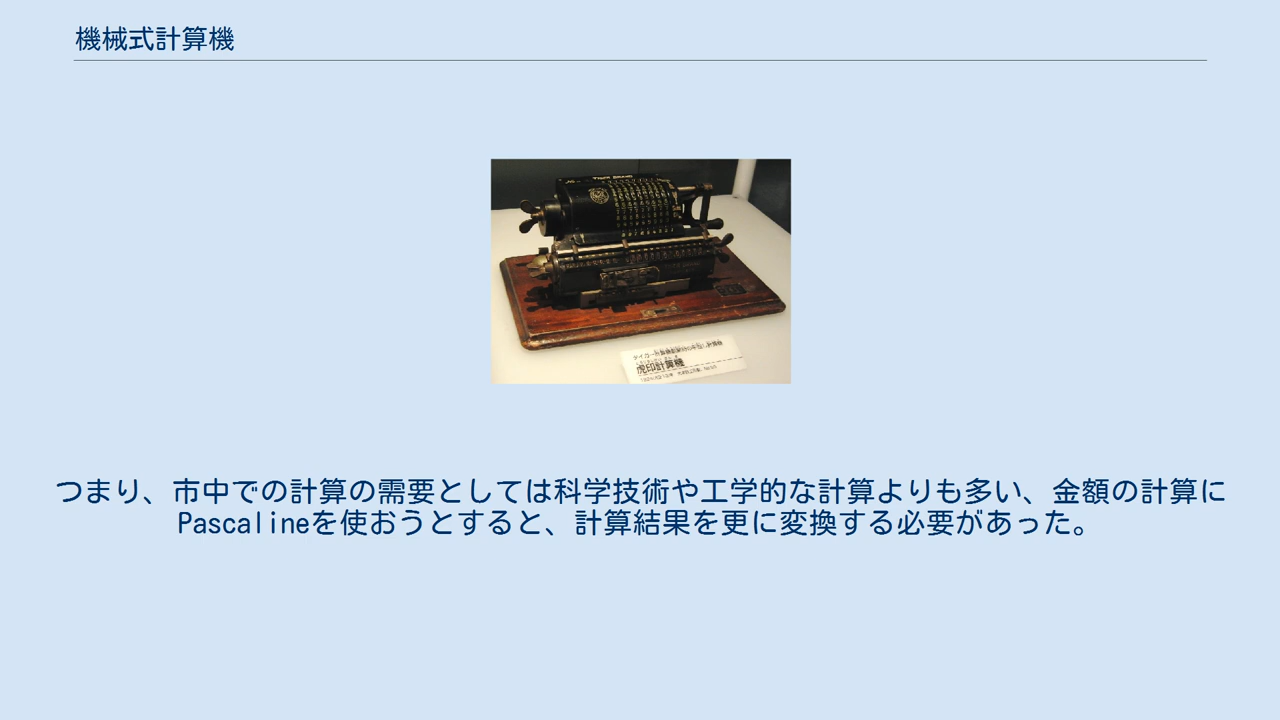 機械式計算機
虎印計算機
つまり、市中での計算の需要としては科学技術や工学的な計算よりも多い、金額の計算に
Pascalineを使おうとすると、計算結果を更に変換する必要があった。